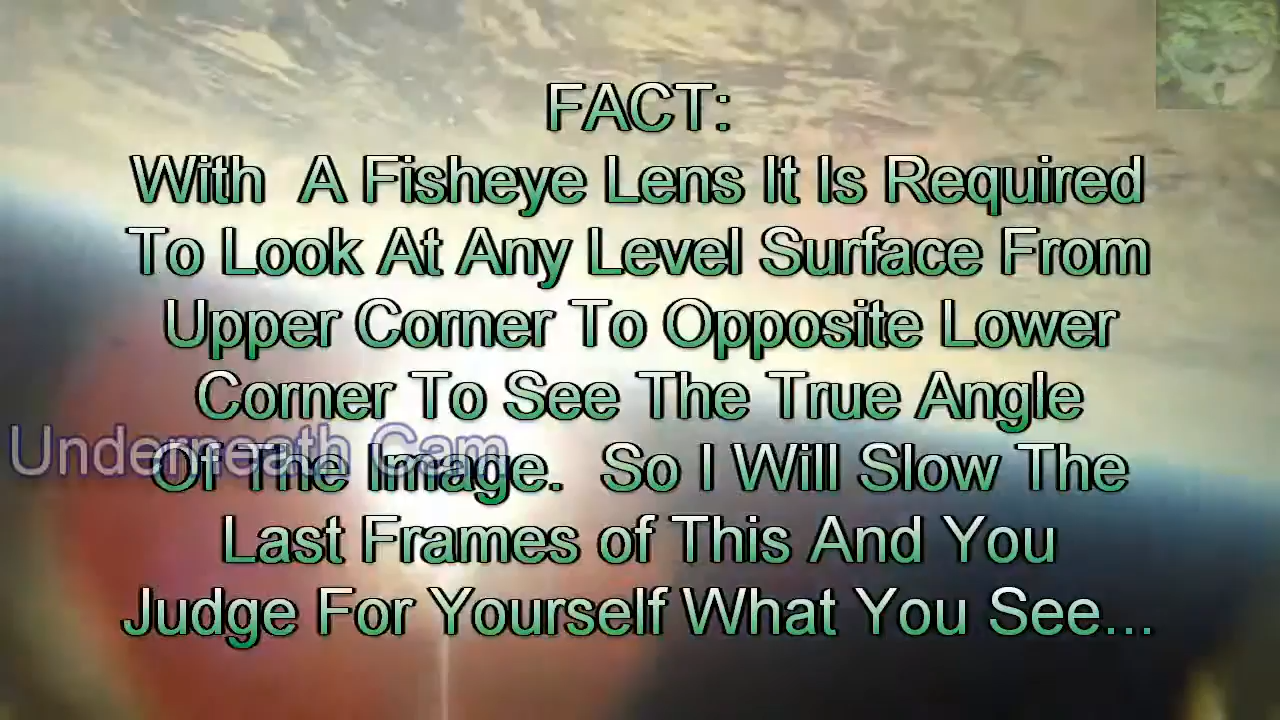 FACT:
With A Fisheye Lens It Is Required
To Look At Any Level Surface From
Upper Corner To Opposite Lower
Corner To See The True Angle
Underneath Cam
Of The Image. So I Will Slow The
Last Frames of This And You
Judge For Yourself What You See...